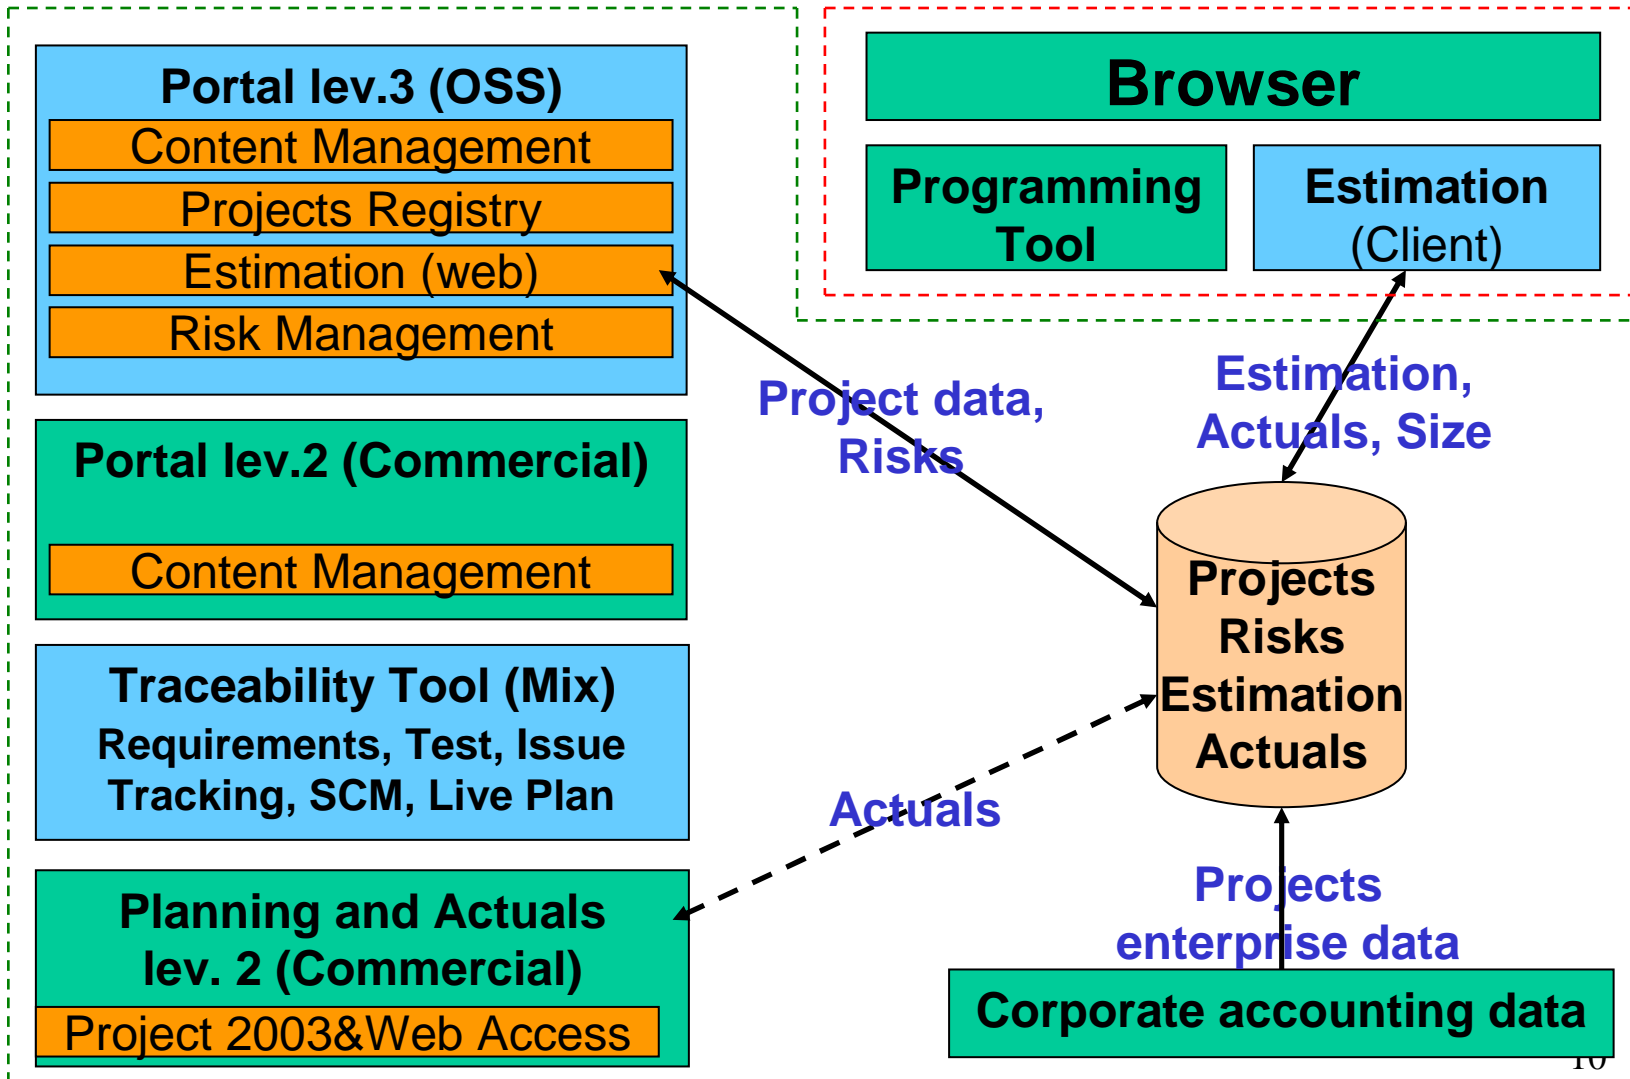 Portal lev.3 (OSS)
Content Management
Projects Registry
Estimation (web)
Risk Management
Portal lev.2 (Commercial)
Content Management
Traceability Tool (Mix)
Requirements, Test, Issue
Tracking, SCM, Live Plan
Planning and Actuals
lev. 2 (Commercial)
Project 2003&Web Access
Browser
Programming
Tool
Estimation
(Client)
Project data,
Risks
Estimation,
Actuals, Size
Projects
Risks
Estimation
Actuals
Actuals
Projects
enterprise data
Corporate accounting data
10